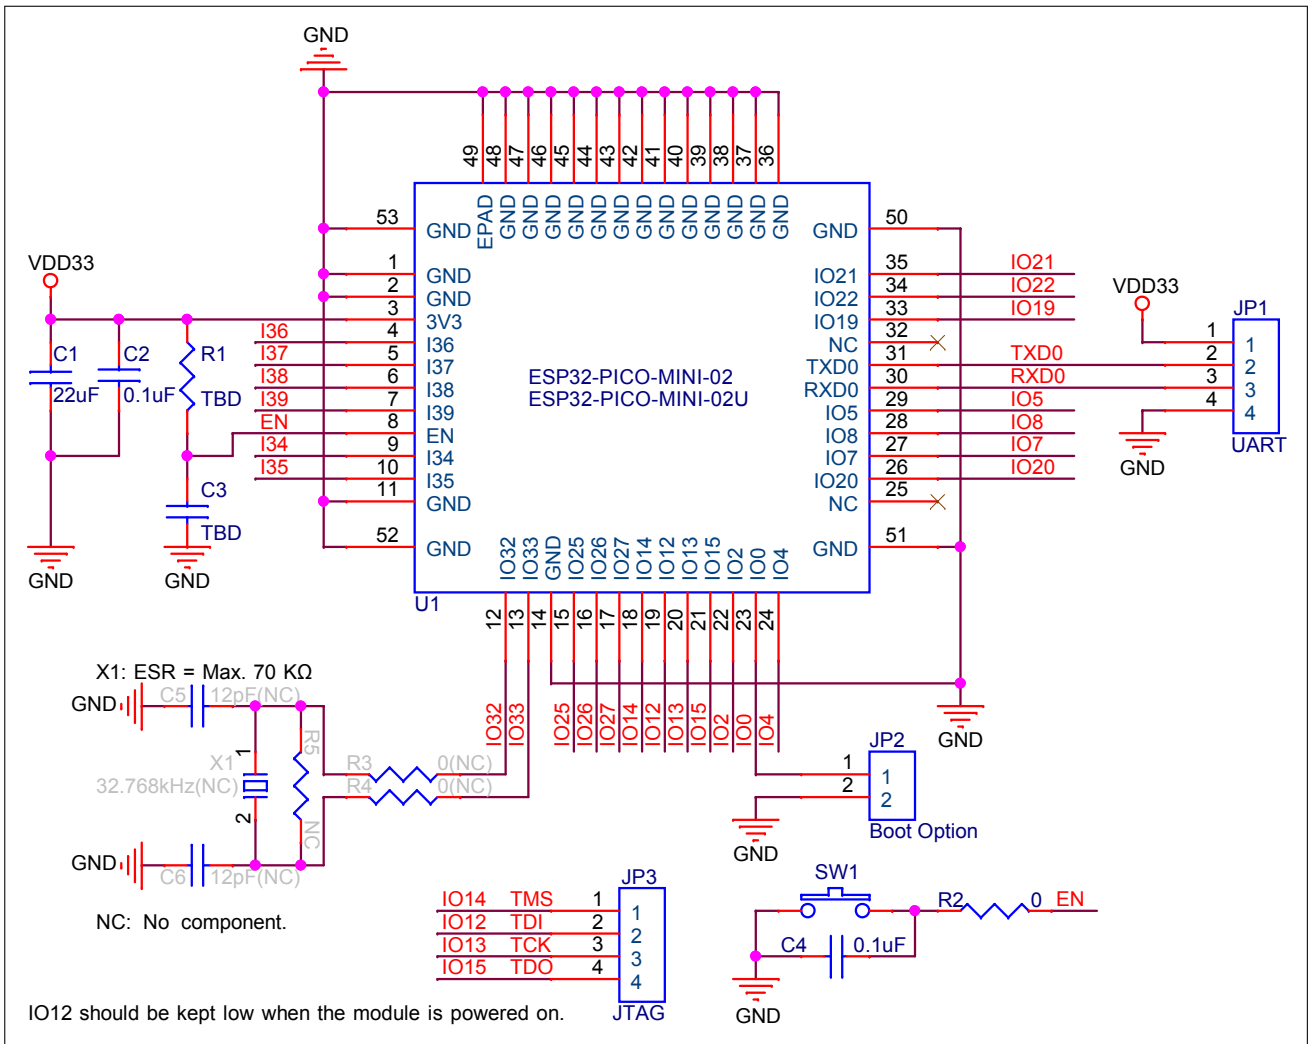 GND
49 48 47 46 45 44 43 42 41 40 39 38 37 36
EPAD GND GND GND GND GND GND GND GND GND GND GND GND GND
53 GND
GND 50
1 GND
2 GND
VDD33
3 3V3
I36 4 I36
I37 5 I37
I38 6 I38
I39 7 I39
EN 8 EN
I34 9 I34
I35 10 I35
11 GND
52 GND
C1
22uF
C2
0.1uF
R1
TBD
C3
TBD
GND
GND
ESP32-PICO-MINI-02
ESP32-PICO-MINI-02U
IO21 35 IO21
IO22 34 IO22
IO19 33 IO19
NC 32
TXD0 31 TXD0
RXD0 30 RXD0
IO5 29 IO5
IO8 28 IO8
IO7 27 IO7
IO20 26 IO20
NC 25
GND 51
VDD33
JP1
1 1
2 2
3 3
4 4
UART
GND
IO32 IO33 GND IO25 IO26 IO27 IO14 IO12 IO13 IO15 IO2 IO0 IO4
U1
12 13 14 15 16 17 18 19 20 21 22 23 24
IO32 IO33 IO25 IO26 IO27 IO14 IO12 IO13 IO15 IO2 IO0 IO4
GND
X1: ESR = Max. 70 KΩ
GND C5 12pF(NC)
1
X1
32.768kHz(NC)
2
R5
NC
R3 0(NC)
R4 0(NC)
GND
C6 12pF(NC)
NC: No component.
JP2
1 1
2 2
Boot Option
GND
JP3
IO14 TMS 1 1
IO12 TDI 2 2
IO13 TCK 3 3
IO15 TDO 4 4
JTAG
SW1
R2 0 EN
C4 0.1uF
GND
IO12 should be kept low when the module is powered on.